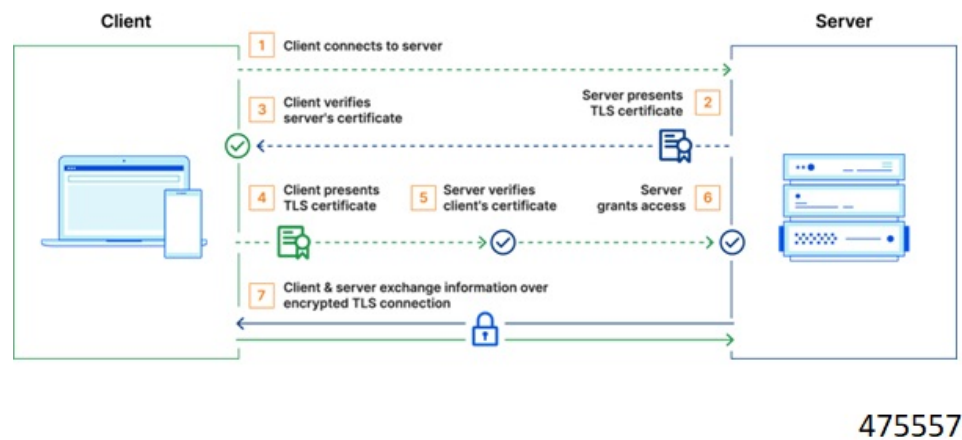 Client
Server
1 Client connects to server
3 Client verifies
server's certificate
Server presents 2
TLS certificate
4 Client presents
TLS certificate
5 Server verifies
client's certificate
Server 6
grants access
7 Client & server exchange information over
encrypted TLS connection
475557